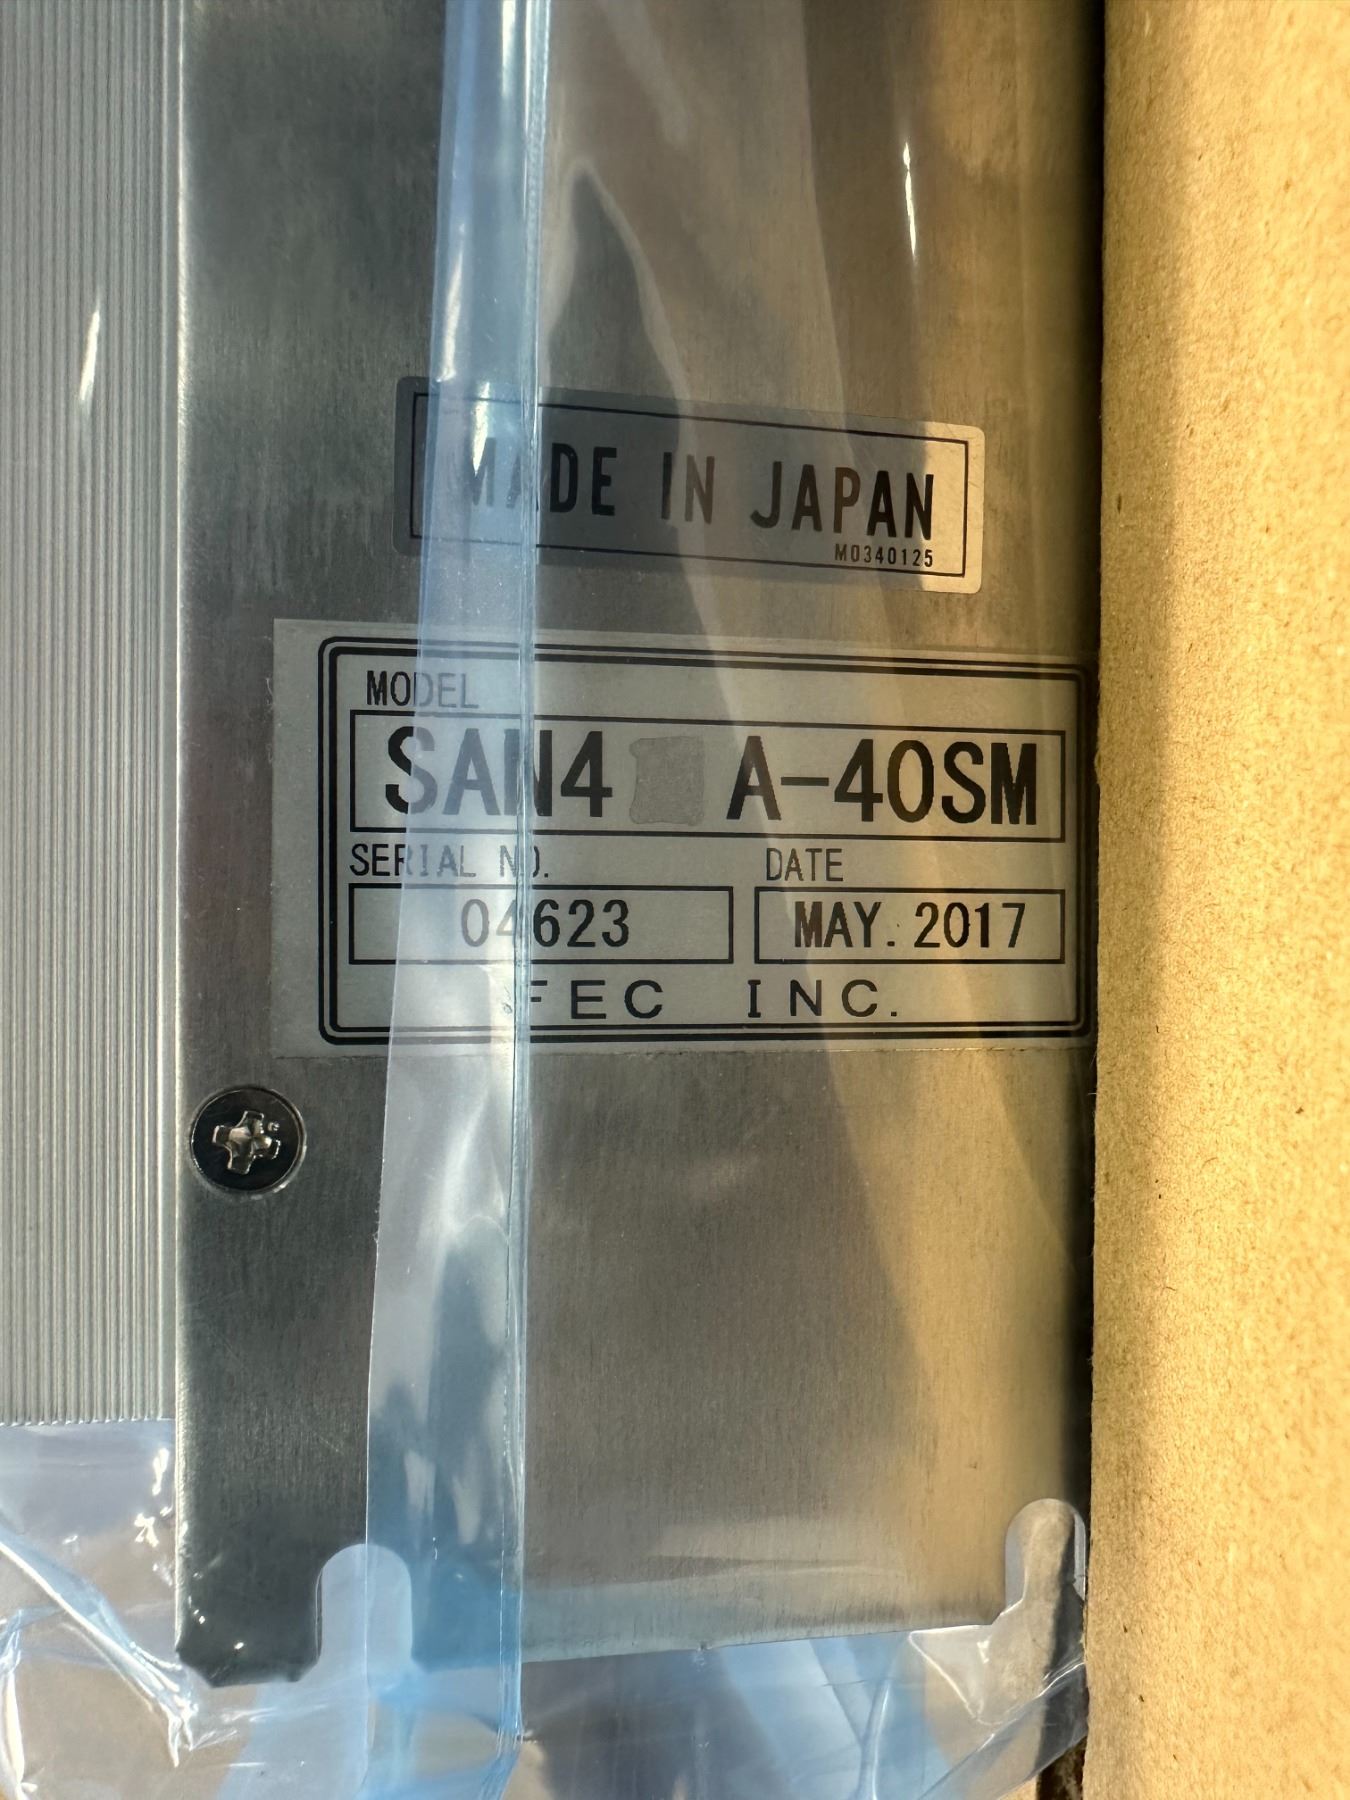 MADE IN JAPAN
M0340125
MODEL
SAN4 A-40SM
SERIAL NO.
DATE
04623
MAY. 2017
FEC INC.